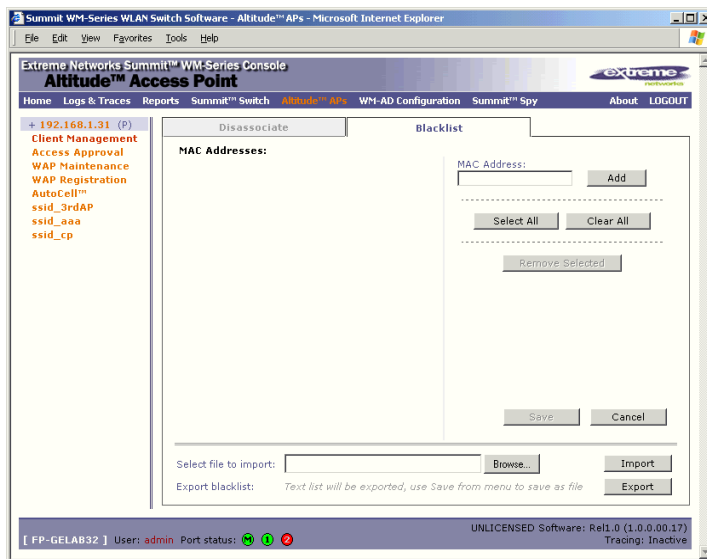 Summit WM-Series WLAN Switch Software - Altitude™ APs - Microsoft Internet Explorer
File Edit View Favorites Tools Help
Extreme Networks Summit™ WM-Series Console
Altitude™ Access Point
extreme
networks
Home Logs & Traces Reports Summit™ Switch Altitude™ APs WM-AD Configuration Summit™ Spy About LOGOUT
+ 192.168.1.31 (P)
Client Management
Access Approval
WAP Maintenance
WAP Registration
AutoCell™
ssid_3rdAP
ssid_aaa
ssid_cp
Disassociate Blacklist
MAC Addresses:
MAC Address:
Add
Select All Clear All
Remove Selected
Save Cancel
Select file to import: Browse... Import
Export blacklist: Text list will be exported, use Save from menu to save as file Export
[ FP-GELAB32 ] User: admin Port status: M 1 2
UNLICENSED Software: Rel1.0 (1.0.0.00.17)
Tracing: Inactive